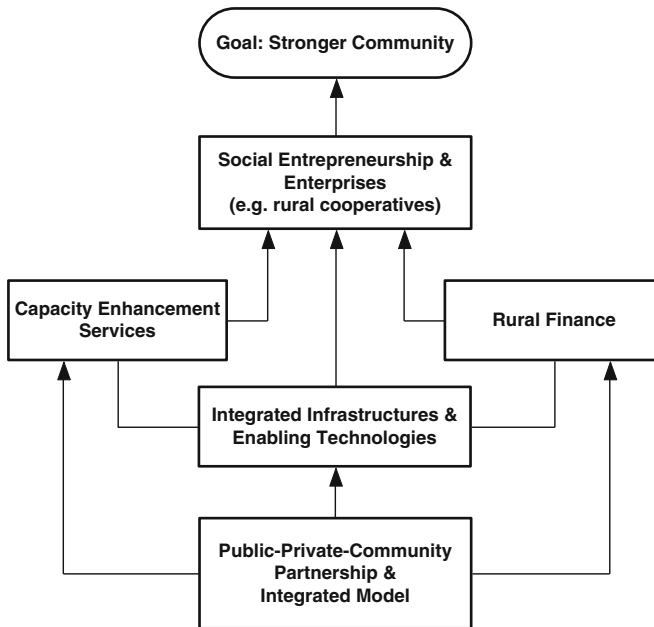 Goal: Stronger Community
Social Entrepreneurship &
Enterprises
(e.g. rural cooperatives)
Capacity Enhancement
Services
Rural Finance
Integrated Infrastructures &
Enabling Technologies
Public-Private-Community
Partnership &
Integrated Model